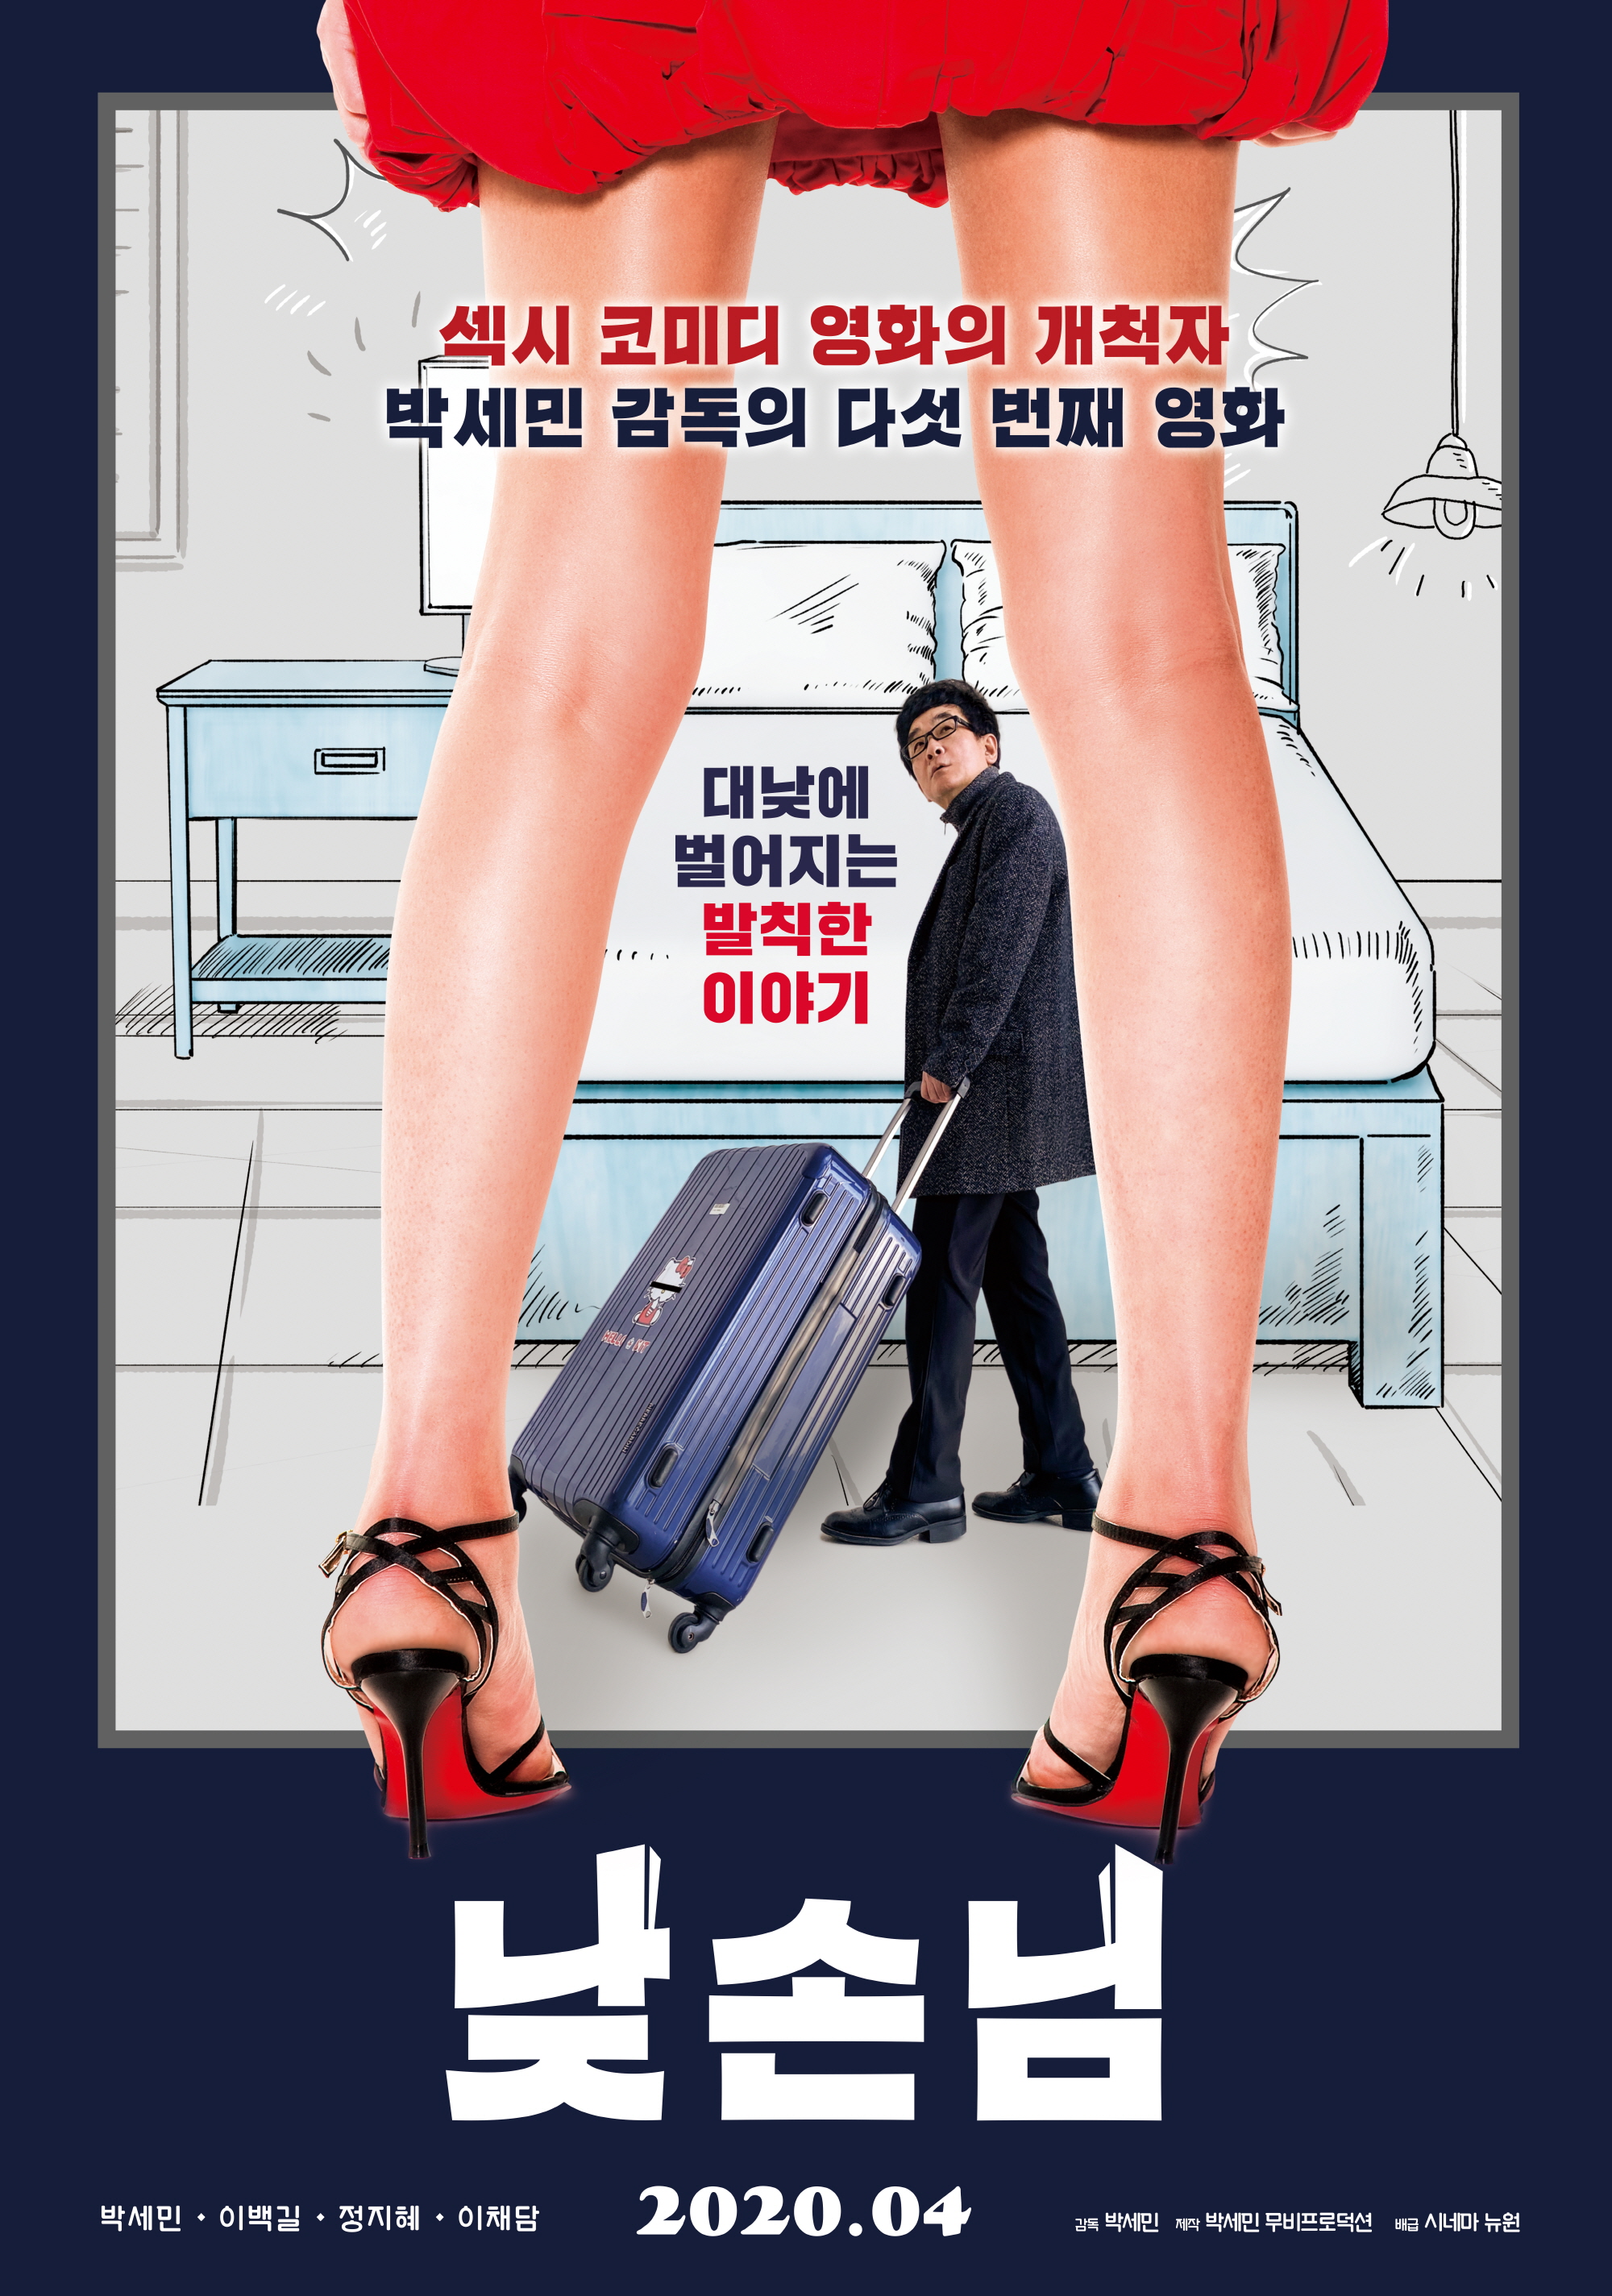 섹시 코미디 영화의 개척자
박세민 감독의 다섯 번째 영화
대낮에
벌어지는
발칙한
이야기
낮손님
박세민 • 이백길 • 정지혜 • 이채담
2020.04
감독 박세민 제작 박세민 무비프로덕션 배급 시네마 뉴원